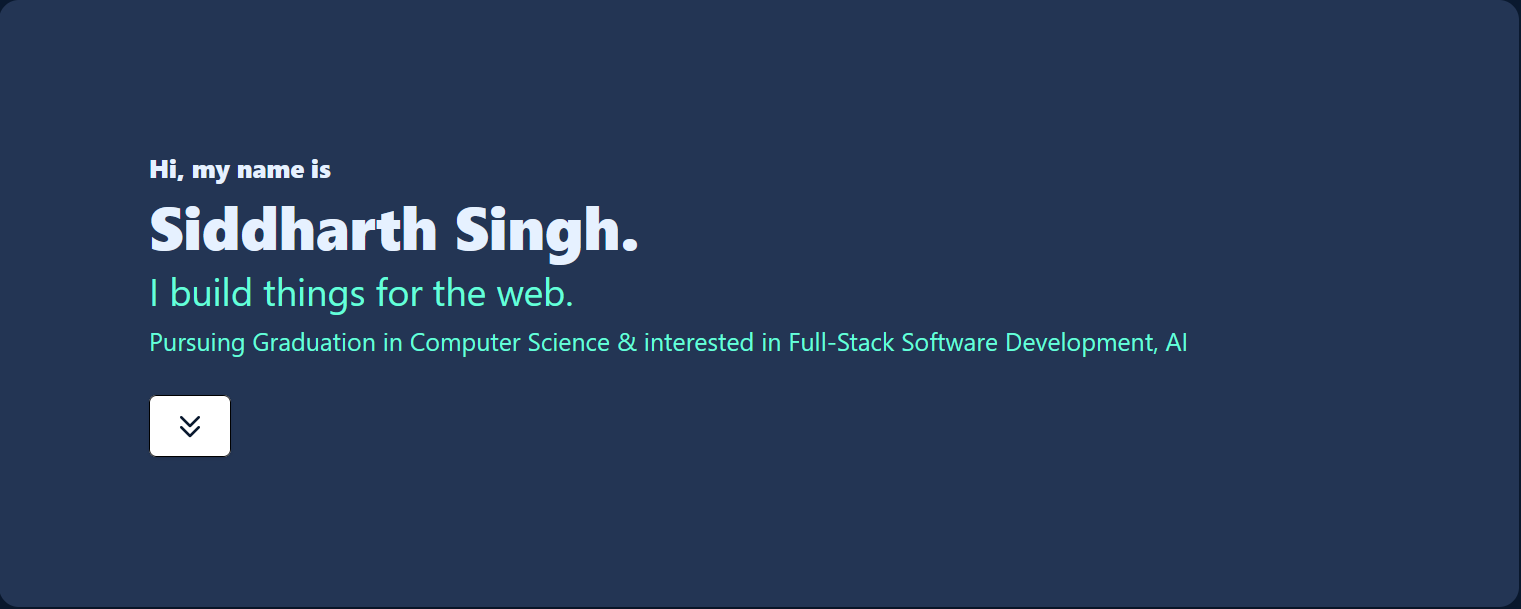 Hi, my name is
Siddharth Singh.
I build things for the web.
Pursuing Graduation in Computer Science & interested in Full-Stack Software Development, AI